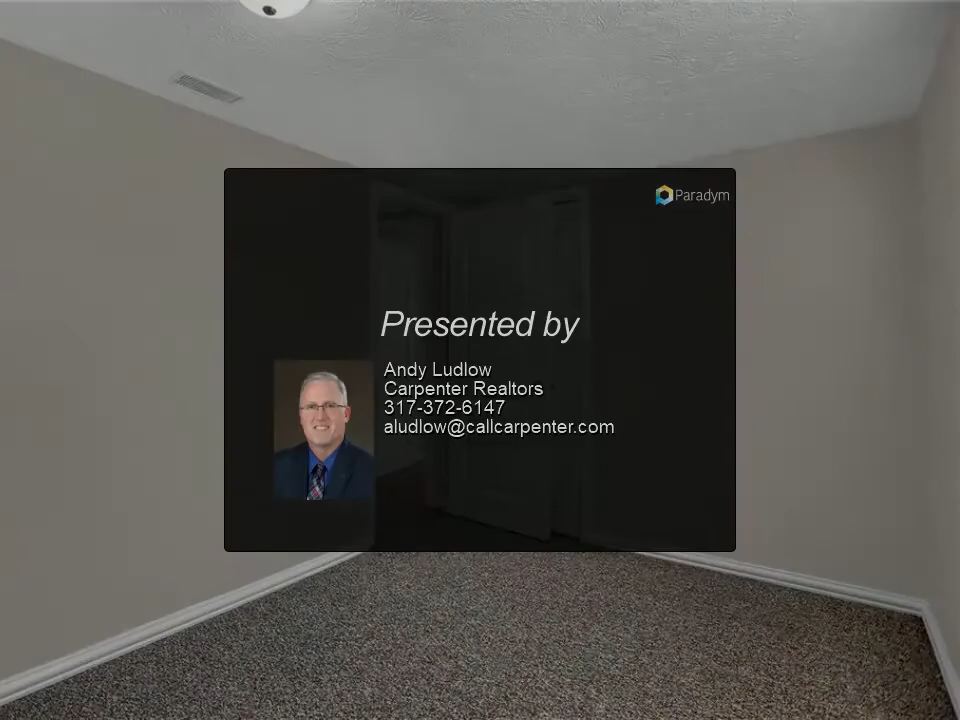 Paradym
Presented by
Andy Ludlow
Carpenter Realtors
317-372-6147
aludlow@callcarpenter.com